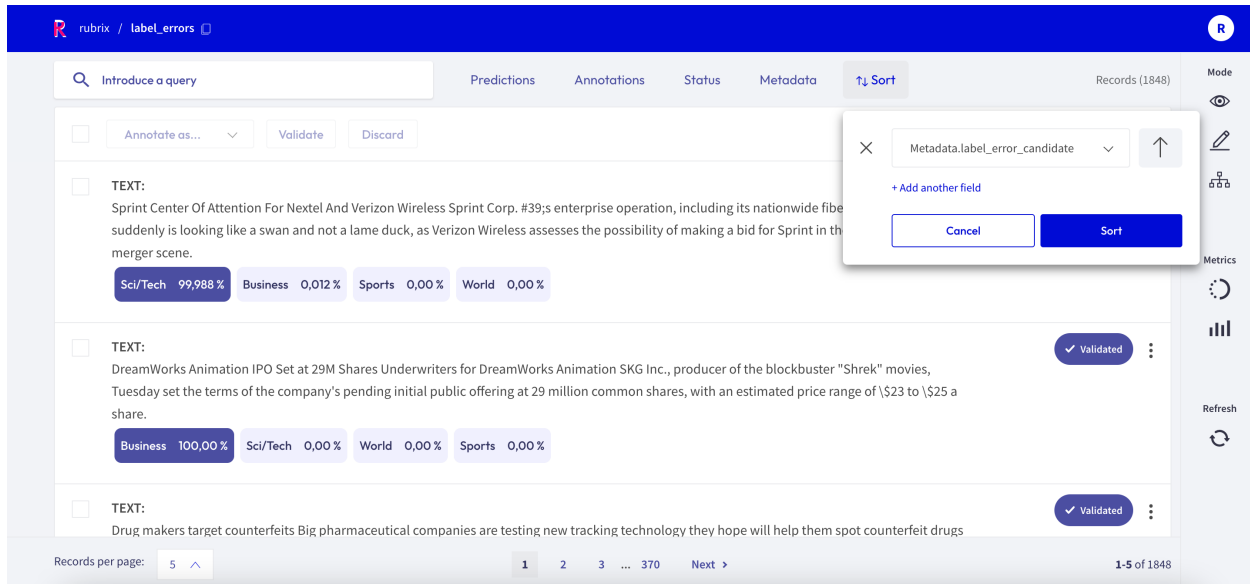 R rubrix / label_errors
R
Introduce a query
Predictions Annotations Status Metadata Sort
Records (1848)
Mode
Annotate as... Validate Discard
Metadata.label_error_candidate
+ Add another field
Cancel Sort
TEXT:
Sprint Center Of Attention For Nextel And Verizon Wireless Sprint Corp. #39;s enterprise operation, including its nationwide fibe
suddenly is looking like a swan and not a lame duck, as Verizon Wireless assesses the possibility of making a bid for Sprint in th
merger scene.
Sci/Tech 99,988 % Business 0,012 % Sports 0,00 % World 0,00 %
Metrics
TEXT:
Validated
DreamWorks Animation IPO Set at 29M Shares Underwriters for DreamWorks Animation SKG Inc., producer of the blockbuster "Shrek" movies,
Tuesday set the terms of the company's pending initial public offering at 29 million common shares, with an estimated price range of \$23 to \$25 a
share.
Business 100,00 % Sci/Tech 0,00 % World 0,00 % Sports 0,00 %
Refresh
TEXT:
Validated
Drug makers target counterfeits Big pharmaceutical companies are testing new tracking technology they hope will help them spot counterfeit drugs
Records per page: 5
1 2 3 ... 370 Next >
1-5 of 1848